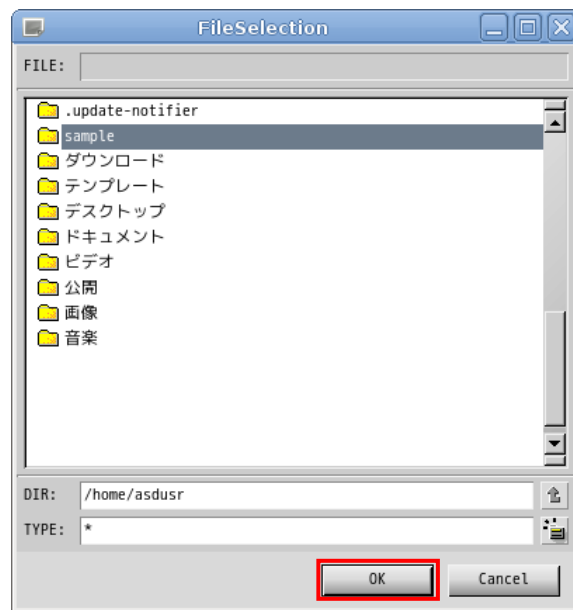 FileSelection
FILE:
.update-notifier
sample
ダウンロード
テンプレート
デスクトップ
ドキュメント
ビデオ
公開
画像
音楽
DIR: /home/asdusr
TYPE: *
OK Cancel